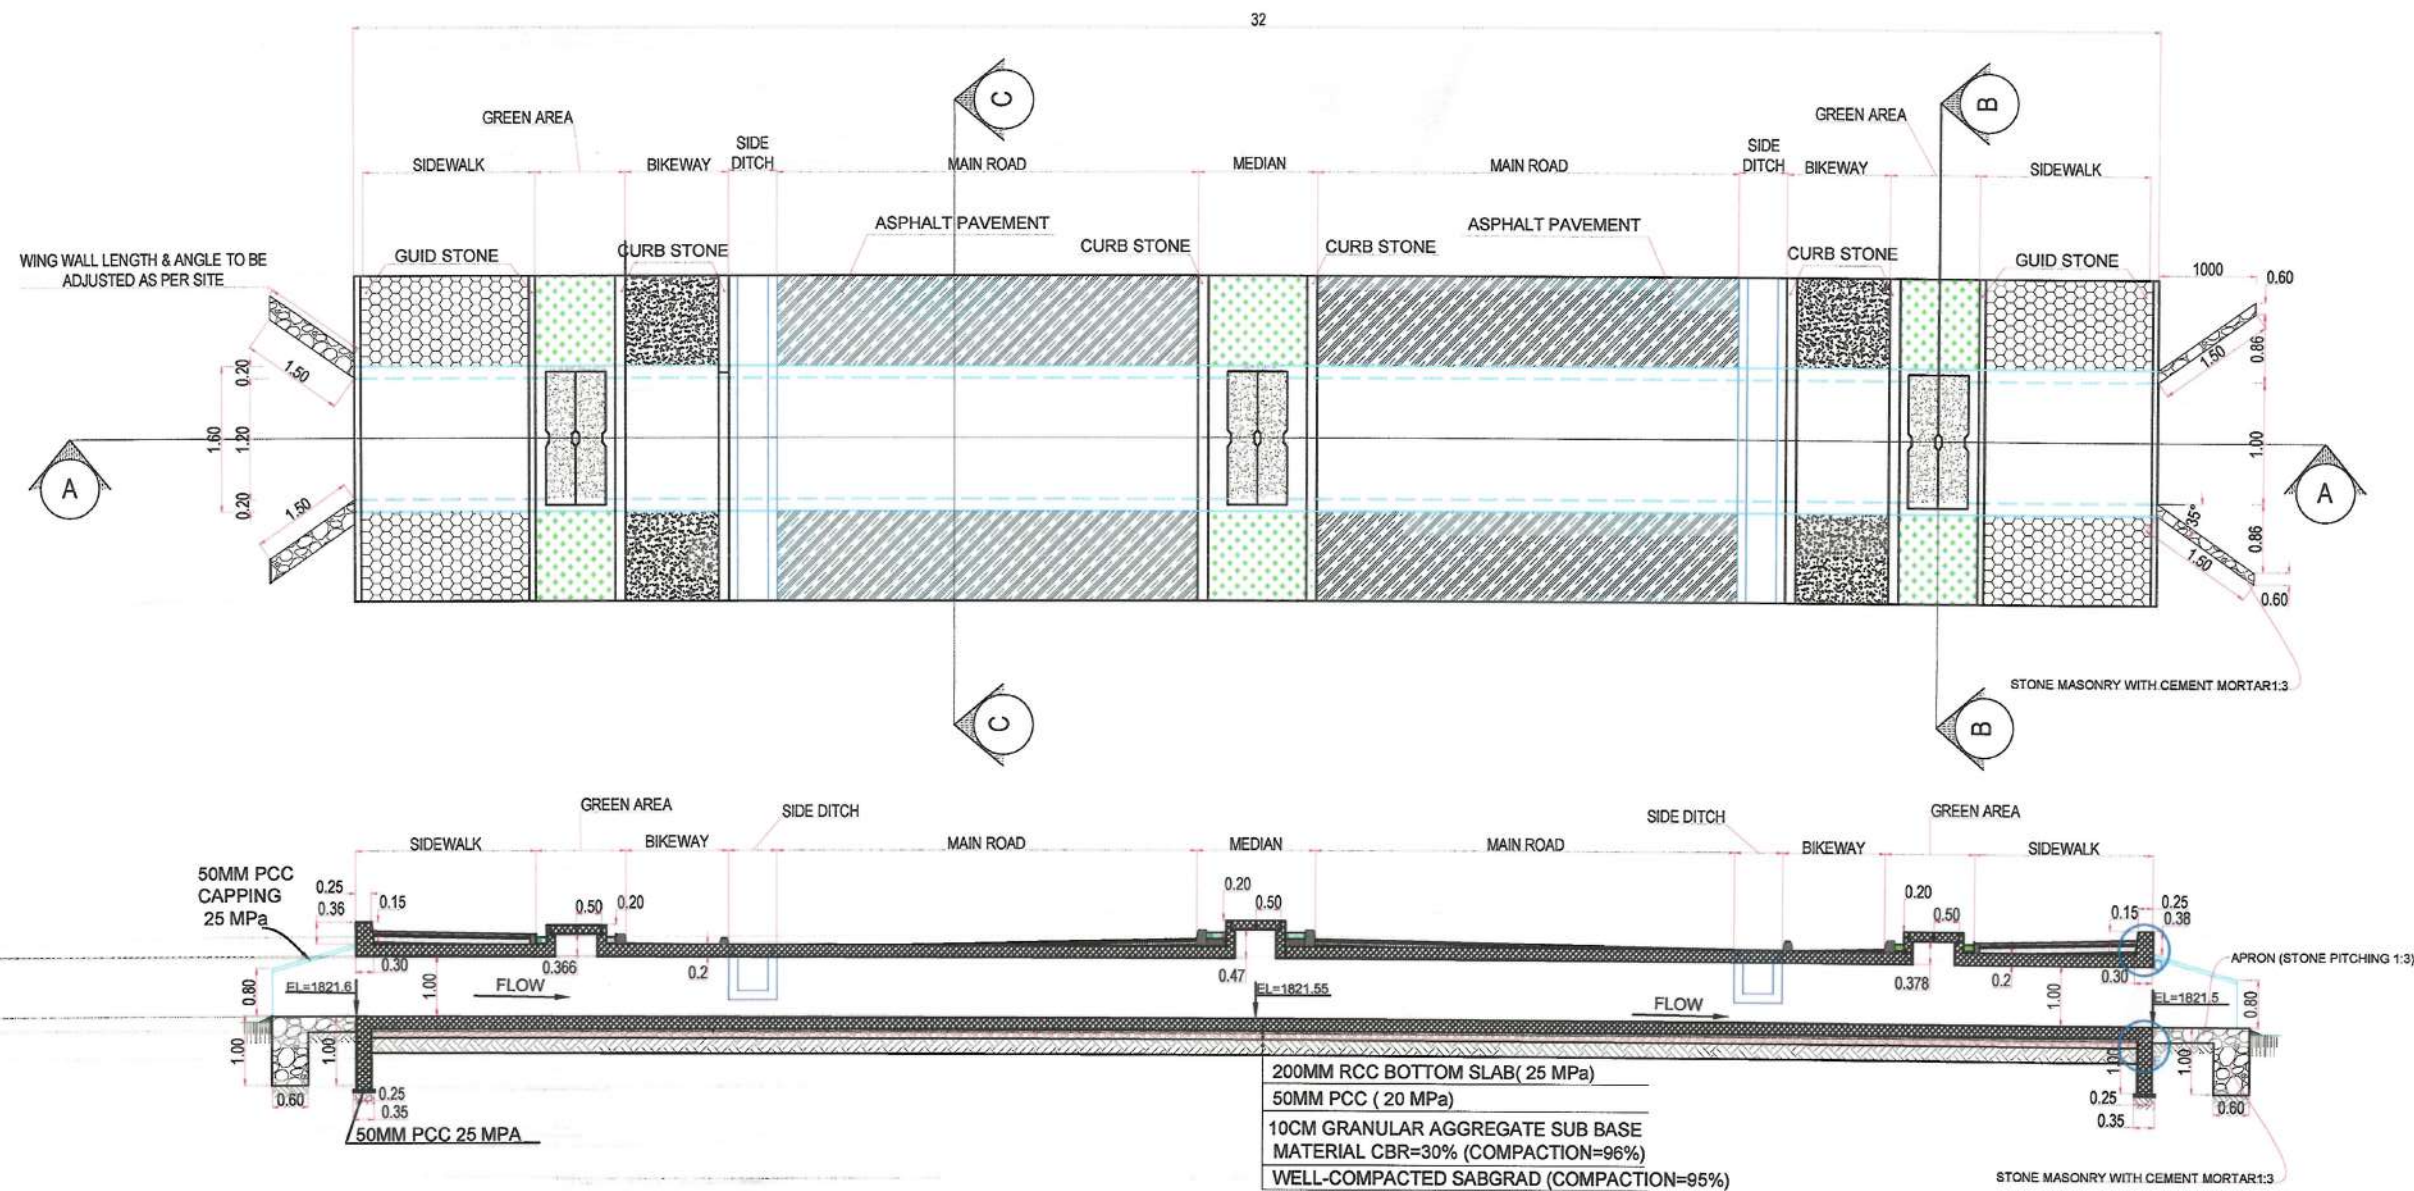 32
C
B
GREEN AREA
GREEN AREA
SIDEWALK
BIKEWAY
SIDE
DITCH
MAIN ROAD
MEDIAN
MAIN ROAD
SIDE
DITCH
BIKEWAY
SIDEWALK
WING WALL LENGTH & ANGLE TO BE
ADJUSTED AS PER SITE
GUID STONE
CURB STONE
ASPHALT PAVEMENT
CURB STONE
CURB STONE
ASPHALT PAVEMENT
CURB STONE
GUID STONE
1000
0.60
1.50
0.20
1.60
1.20
0.20
1.50
1.50
0.86
1.00
35°
0.86
1.50
0.60
A
A
STONE MASONRY WITH CEMENT MORTAR1:3
C
B
GREEN AREA
SIDE DITCH
SIDE DITCH
GREEN AREA
SIDEWALK
BIKEWAY
MAIN ROAD
MEDIAN
MAIN ROAD
BIKEWAY
SIDEWALK
50MM PCC
CAPPING
25 MPa
0.25
0.36
0.15
0.50
0.20
0.20
0.50
0.20
0.50
0.15
0.25
0.38
0.30
0.366
0.2
0.47
0.378
0.2
0.30
APRON (STONE PITCHING 1:3)
0.80
EL=1821.6
1.00
FLOW
EL=1821.55
FLOW
1.00
EL=1821.5
0.80
1.00
1.00
0.60
0.25
0.35
50MM PCC 25 MPA
1.00
1.00
0.25
0.35
0.60
200MM RCC BOTTOM SLAB( 25 MPa)
50MM PCC ( 20 MPa)
10CM GRANULAR AGGREGATE SUB BASE
MATERIAL CBR=30% (COMPACTION=96%)
WELL-COMPACTED SABGRAD (COMPACTION=95%)
STONE MASONRY WITH CEMENT MORTAR1:3